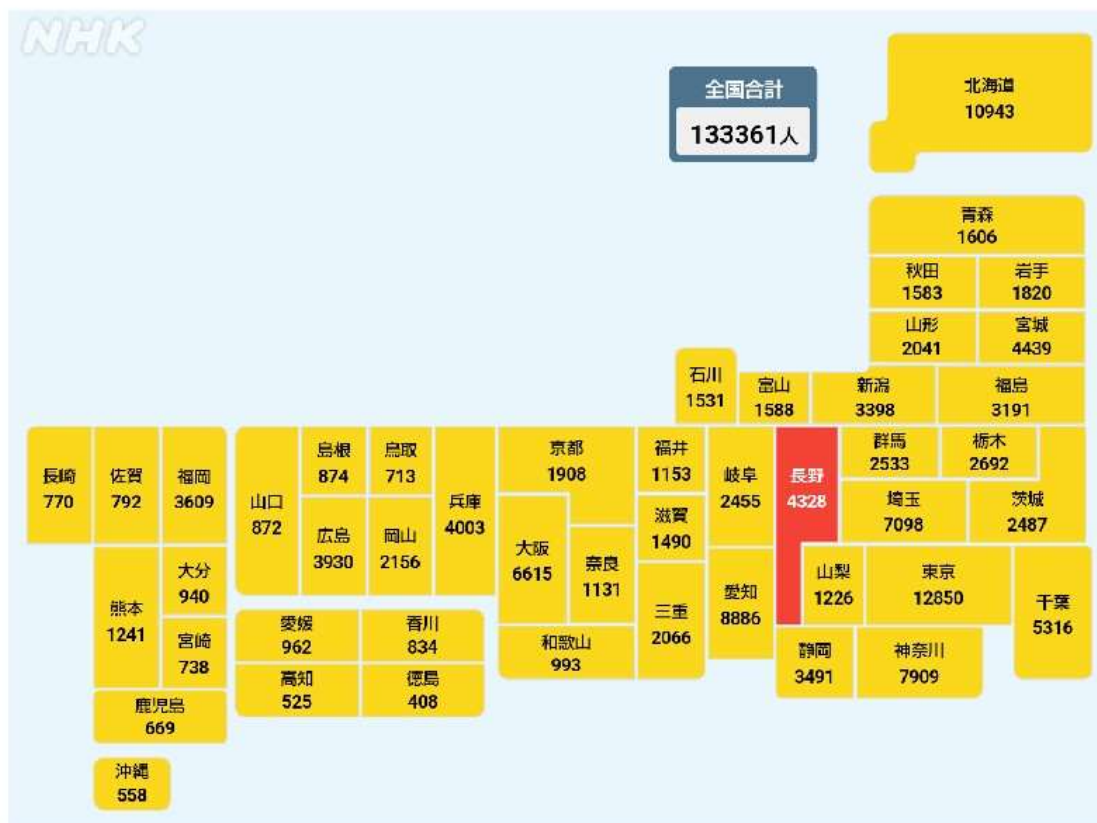 NHK
全国合計
133361人
北海道
10943
青森
1606
秋田
1583
岩手
1820
山形
2041
宮城
4439
石川
1531
富山
1588
新潟
3398
福島
3191
長崎
770
佐賀
792
福岡
3609
山口
872
島根
874
鳥取
713
兵庫
4003
京都
1908
福井
1153
岐阜
2455
長野
4328
群馬
2533
栃木
2692
埼玉
7098
茨城
2487
広島
3930
岡山
2156
大阪
6615
奈良
1131
滋賀
1490
熊本
1241
大分
940
宮崎
738
愛媛
962
香川
834
高知
525
徳島
408
和歌山
993
三重
2066
愛知
8886
山梨
1226
東京
12850
千葉
5316
静岡
3491
神奈川
7909
鹿児島
669
沖縄
558